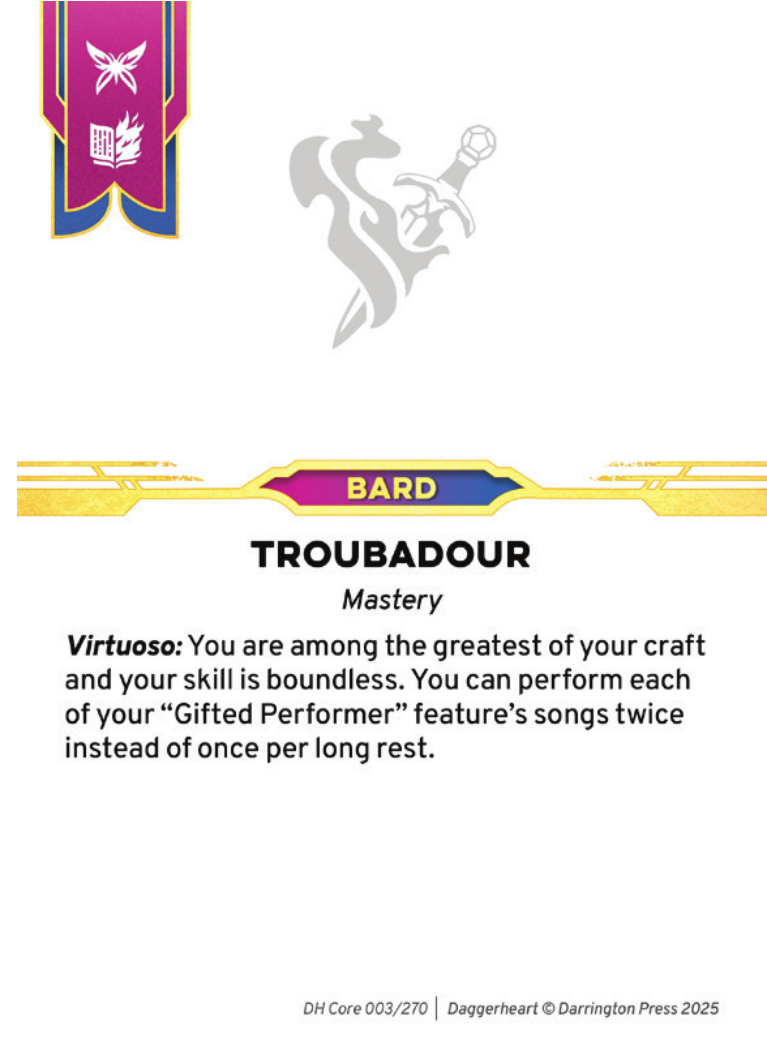 BARD
TROUBADOUR
Mastery
Virtuoso: You are among the greatest of your craft
and your skill is boundless. You can perform each
of your “Gifted Performer” feature’s songs twice
instead of once per long rest.
DH Core 003/270 | Daggerheart © Darrington Press 2025